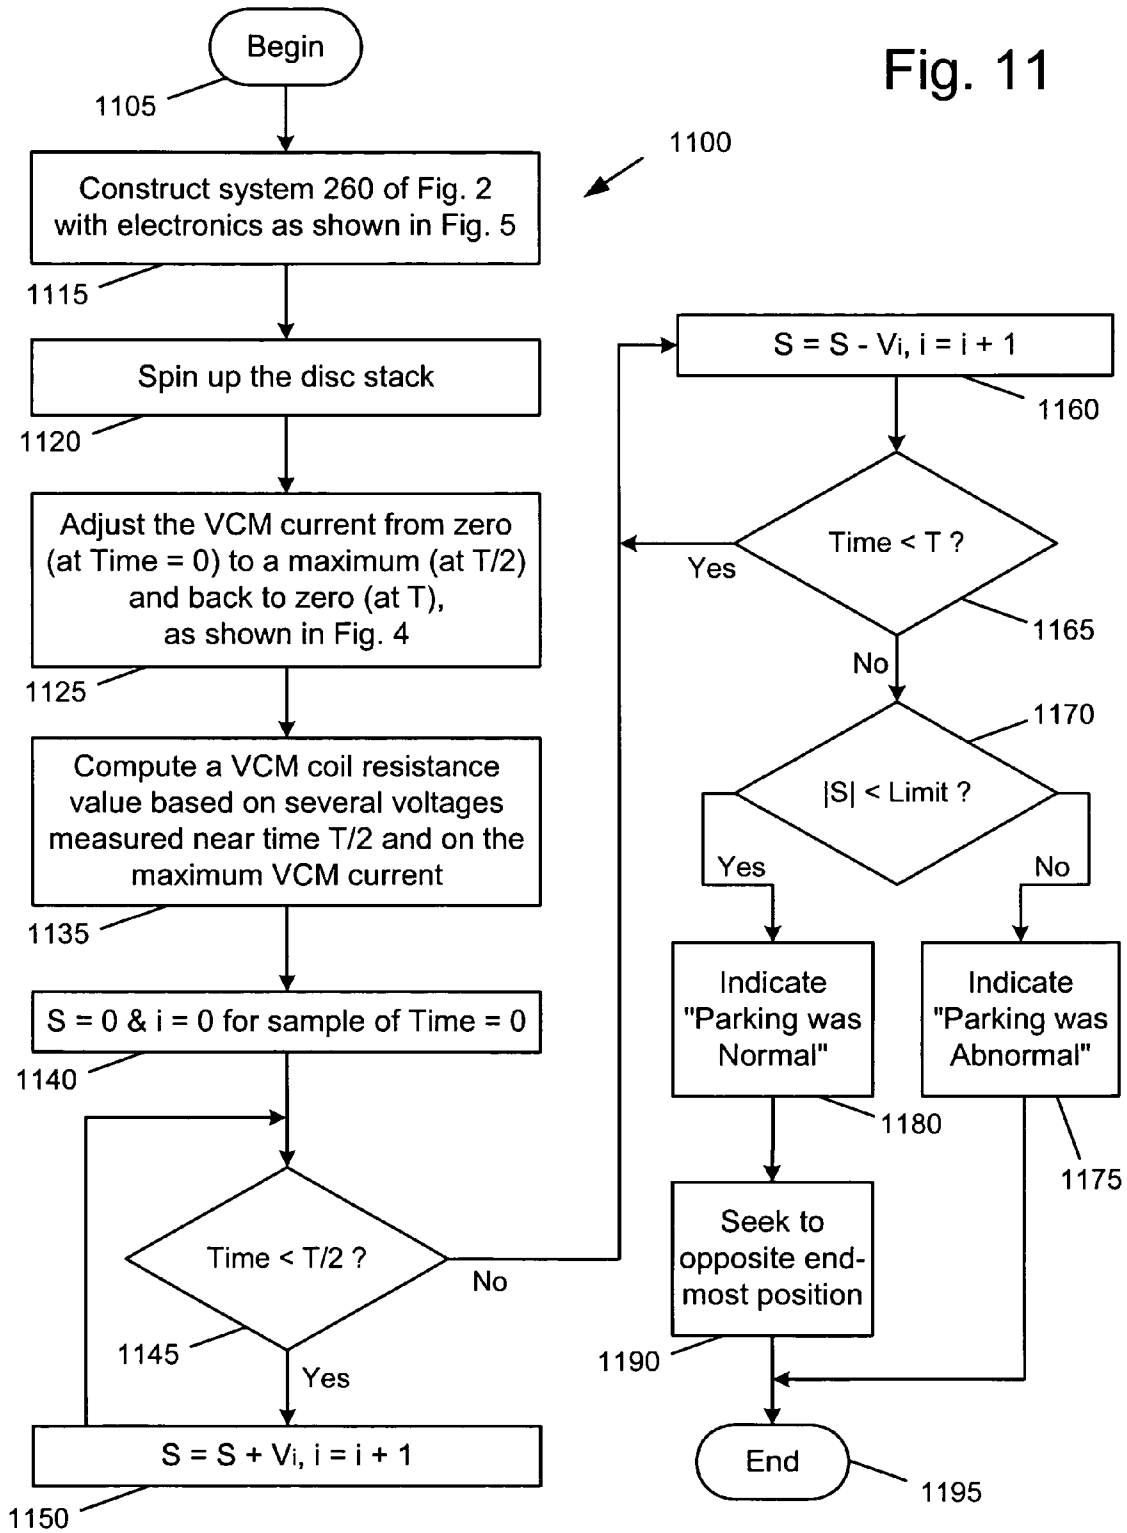 Fig. 11
1100
Begin
1105
Construct system 260 of Fig. 2
with electronics as shown in Fig. 5
1115
Spin up the disc stack
1120
Adjust the VCM current from zero
(at Time = 0) to a maximum (at T/2)
and back to zero (at T),
as shown in Fig. 4
1125
Compute a VCM coil resistance
value based on several voltages
measured near time T/2 and on the
maximum VCM current
1135
S = 0 & i = 0 for sample of Time = 0
1140
Time < T/2 ?
No
1145
Yes
S = S + Vi, i = i + 1
1150
S = S - Vi, i = i + 1
1160
Time < T ?
Yes
1165
No
1170
|S| < Limit ?
Yes
No
Indicate
"Parking was
Normal"
1180
Indicate
"Parking was
Abnormal"
1175
Seek to
opposite end-
most position
1190
End
1195